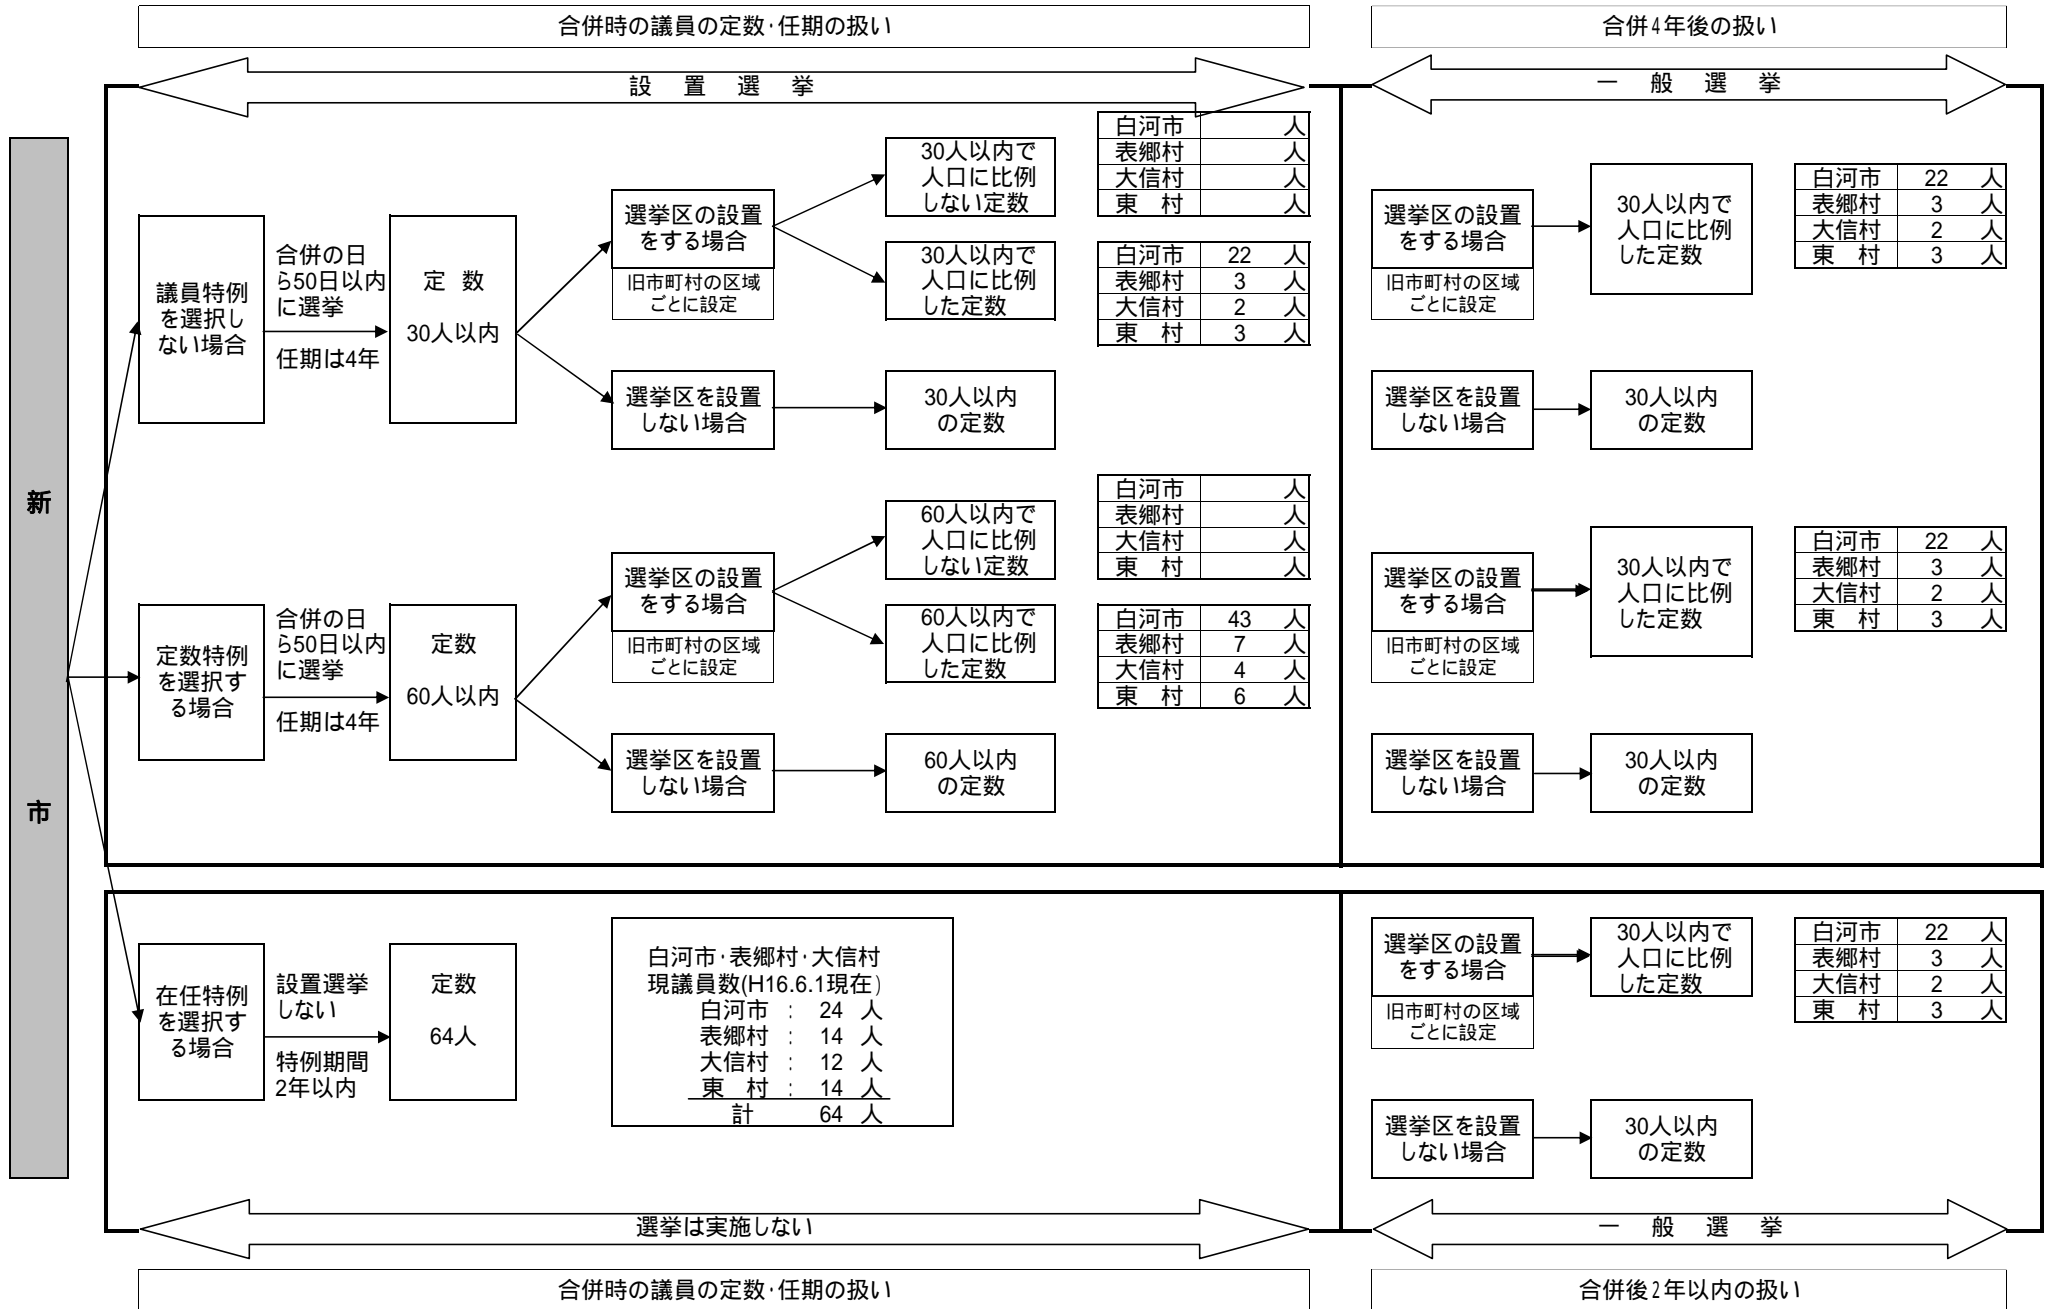 合併時の議員の定数・任期の扱い
合併4年後の扱い
設 置 選 挙
一 般 選 挙
新
市
議員特例
を選択し
ない場合
合併の日
ら50日以内
に選挙
任期は4年
定 数
30人以内
選挙区の設置
をする場合
旧市町村の区域
ごとに設定
30人以内で
人口に比例
しない定数
白河市 人
表郷村 人
大信村 人
東 村 人
30人以内で
人口に比例
した定数
白河市 22 人
表郷村 3 人
大信村 2 人
東 村 3 人
選挙区を設置
しない場合
30人以内
の定数
選挙区の設置
をする場合
旧市町村の区域
ごとに設定
30人以内で
人口に比例
した定数
白河市 22 人
表郷村 3 人
大信村 2 人
東 村 3 人
選挙区を設置
しない場合
30人以内
の定数
定数特例
を選択す
る場合
合併の日
ら50日以内
に選挙
任期は4年
定数
60人以内
選挙区の設置
をする場合
旧市町村の区域
ごとに設定
60人以内で
人口に比例
しない定数
白河市 人
表郷村 人
大信村 人
東 村 人
60人以内で
人口に比例
した定数
白河市 43 人
表郷村 7 人
大信村 4 人
東 村 6 人
選挙区を設置
しない場合
60人以内
の定数
選挙区の設置
をする場合
旧市町村の区域
ごとに設定
30人以内で
人口に比例
した定数
白河市 22 人
表郷村 3 人
大信村 2 人
東 村 3 人
選挙区を設置
しない場合
30人以内
の定数
在任特例
を選択す
る場合
設置選挙
しない
特例期間
2年以内
定数
64人
白河市・表郷村・大信村
現議員数(H16.6.1現在)
白河市 : 24 人
表郷村 : 14 人
大信村 : 12 人
東 村 : 14 人
計 64 人
選挙区の設置
をする場合
旧市町村の区域
ごとに設定
30人以内で
人口に比例
した定数
白河市 22 人
表郷村 3 人
大信村 2 人
東 村 3 人
選挙区を設置
しない場合
30人以内
の定数
選挙は実施しない
一 般 選 挙
合併時の議員の定数・任期の扱い
合併後2年以内の扱い